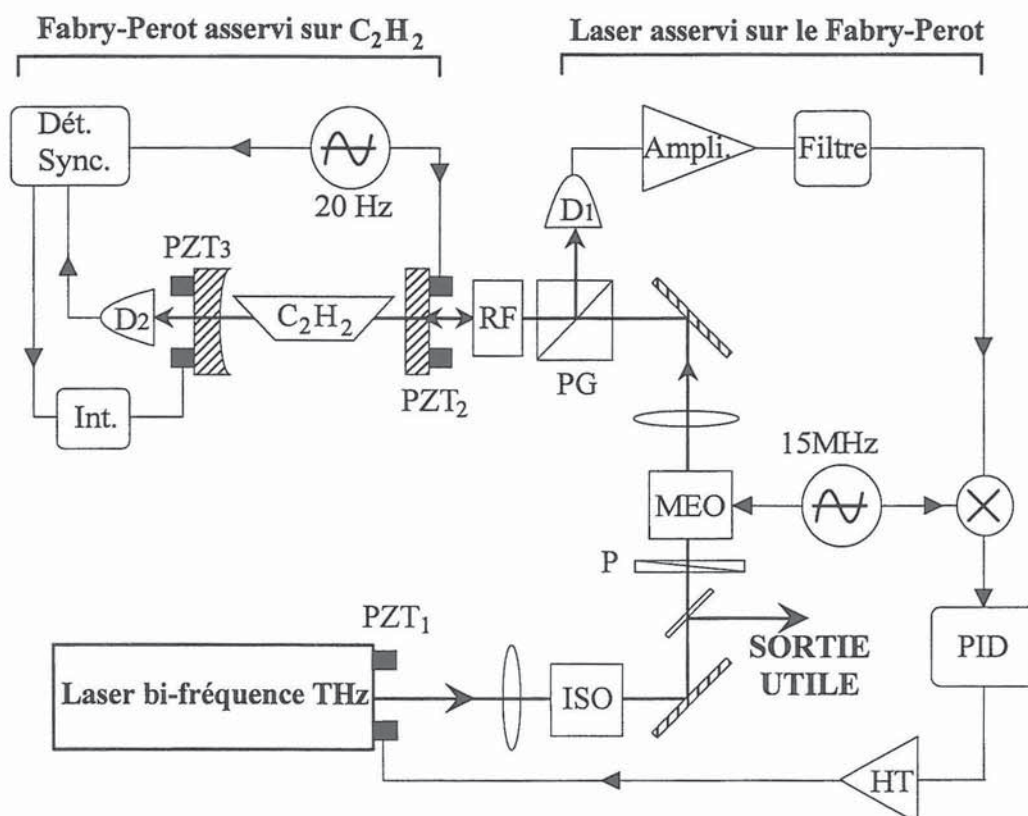 Fabry-Perot asservi sur C₂H₂
Laser asservi sur le Fabry-Perot
Dét.
Sync.
20 Hz
D1
Ampli.
Filtre
PZT3
D2
C₂H₂
RF
PG
PZT₂
Int.
15MHz
MEO
P
PZT₁
SORTIE
UTILE
PID
Laser bi-fréquence THz
ISO
HT